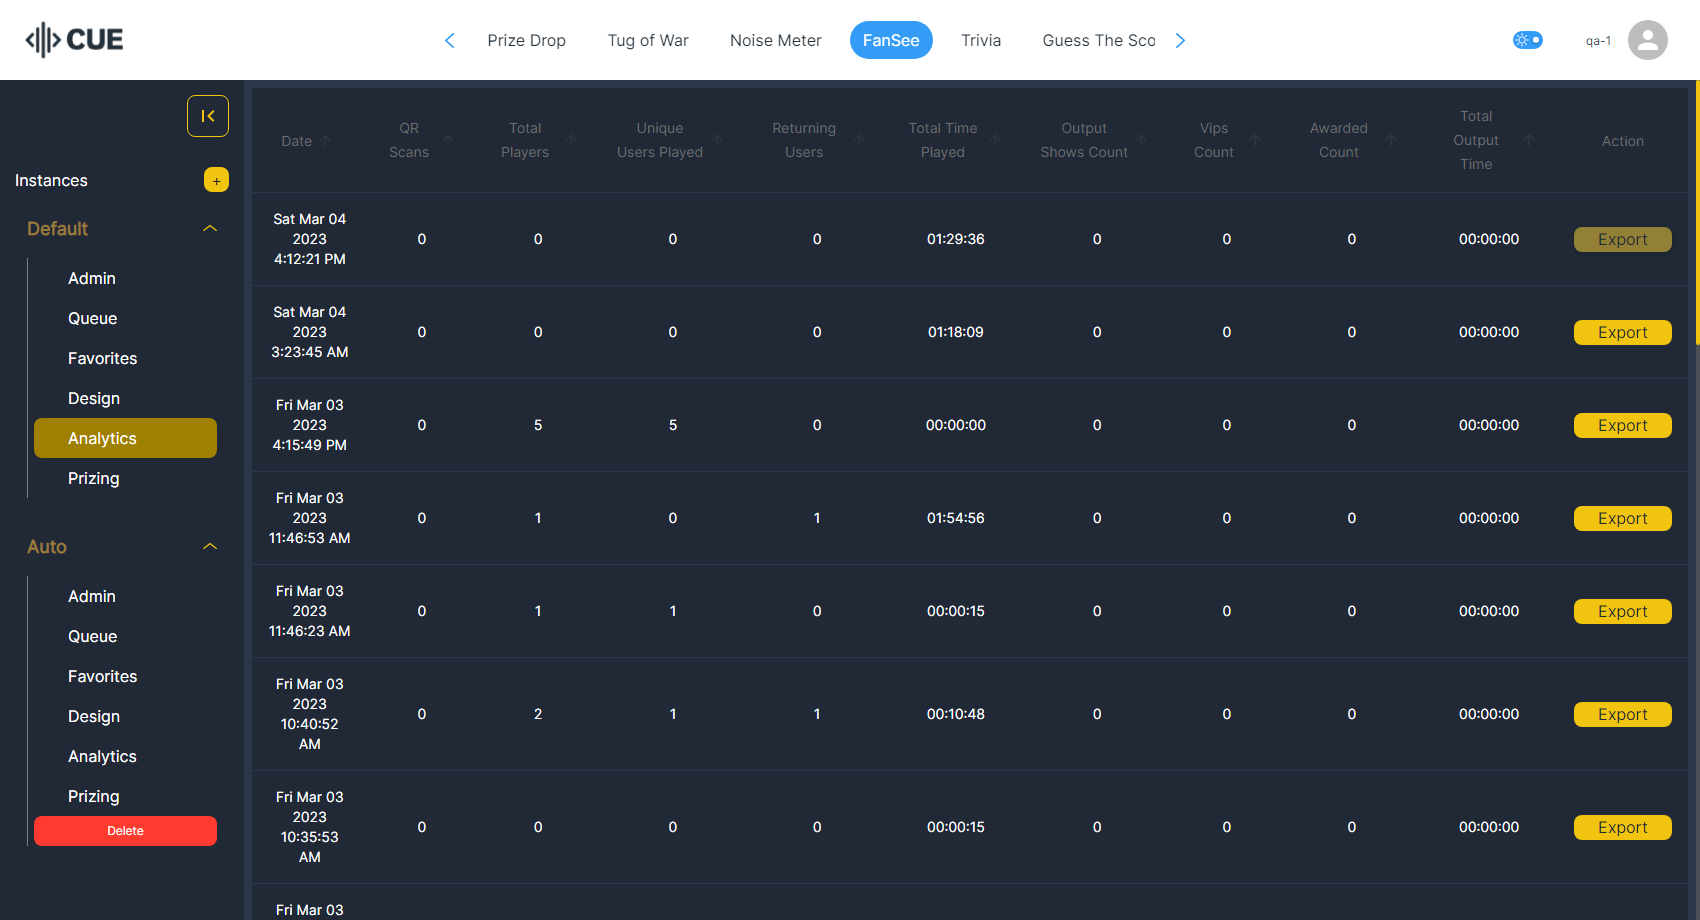 CUE
Prize Drop
Tug of War
Noise Meter
FanSee
Trivia
Guess The Sco
qa-1
Instances
+
Default
Admin
Queue
Favorites
Design
Analytics
Prizing
Auto
Admin
Queue
Favorites
Design
Analytics
Prizing
Delete
Date
QR
Scans
Total
Players
Unique
Users Played
Returning
Users
Total Time
Played
Output
Shows Count
Vips
Count
Awarded
Count
Total
Output
Time
Action
Sat Mar 04
2023
4:12:21 PM
0
0
0
0
01:29:36
0
0
0
00:00:00
Export
Sat Mar 04
2023
3:23:45 AM
0
0
0
0
01:18:09
0
0
0
00:00:00
Export
Fri Mar 03
2023
4:15:49 PM
0
5
5
0
00:00:00
0
0
0
00:00:00
Export
Fri Mar 03
2023
11:46:53 AM
0
1
0
1
01:54:56
0
0
0
00:00:00
Export
Fri Mar 03
2023
11:46:23 AM
0
1
1
0
00:00:15
0
0
0
00:00:00
Export
Fri Mar 03
2023
10:40:52
AM
0
2
1
1
00:10:48
0
0
0
00:00:00
Export
Fri Mar 03
2023
10:35:53
AM
0
0
0
0
00:00:15
0
0
0
00:00:00
Export
Fri Mar 03